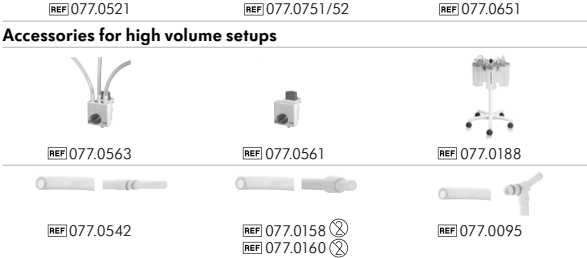 REF 077.0521 REF 077.0751/52 REF 077.0651
Accessories for high volume setups
REF 077.0563 REF 077.0561 REF 077.0188
REF 077.0542 REF 077.0158 REF 077.0095
REF 077.0160